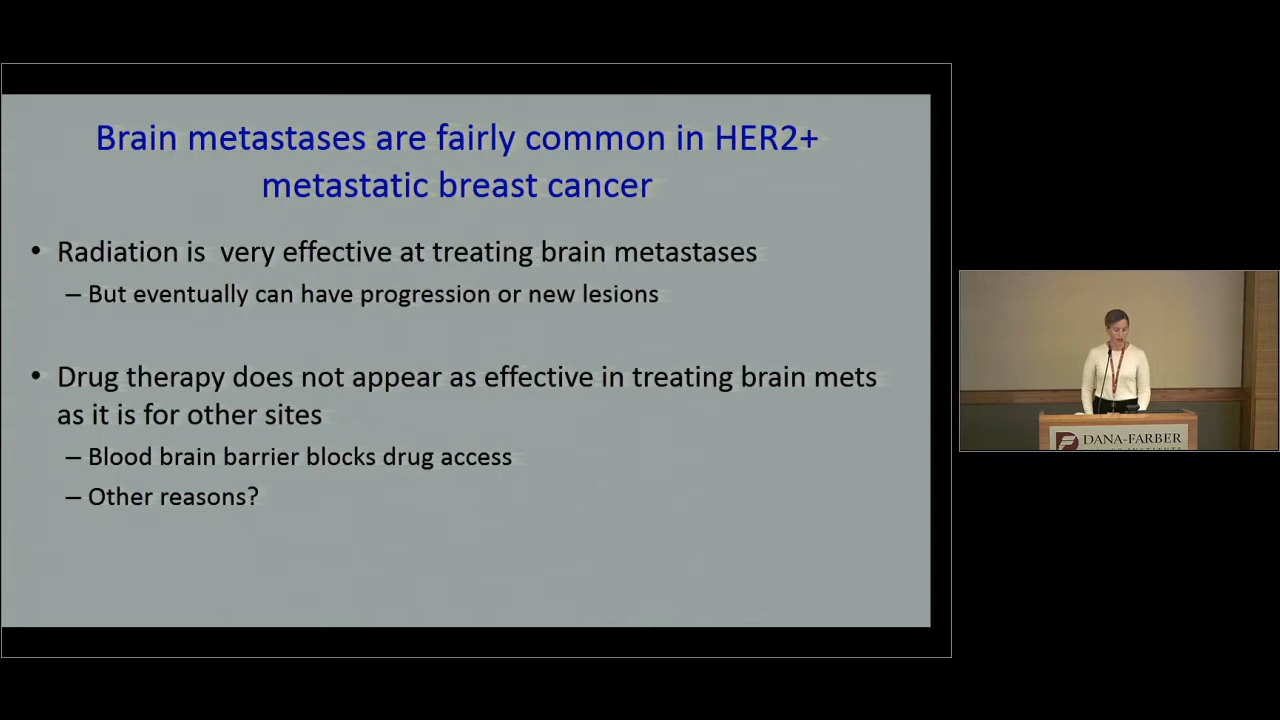 Brain metastases are fairly common in HER2+
metastatic breast cancer
• Radiation is very effective at treating brain metastases
– But eventually can have progression or new lesions
• Drug therapy does not appear as effective in treating brain mets
as it is for other sites
– Blood brain barrier blocks drug access
– Other reasons?
DANA-FARBER